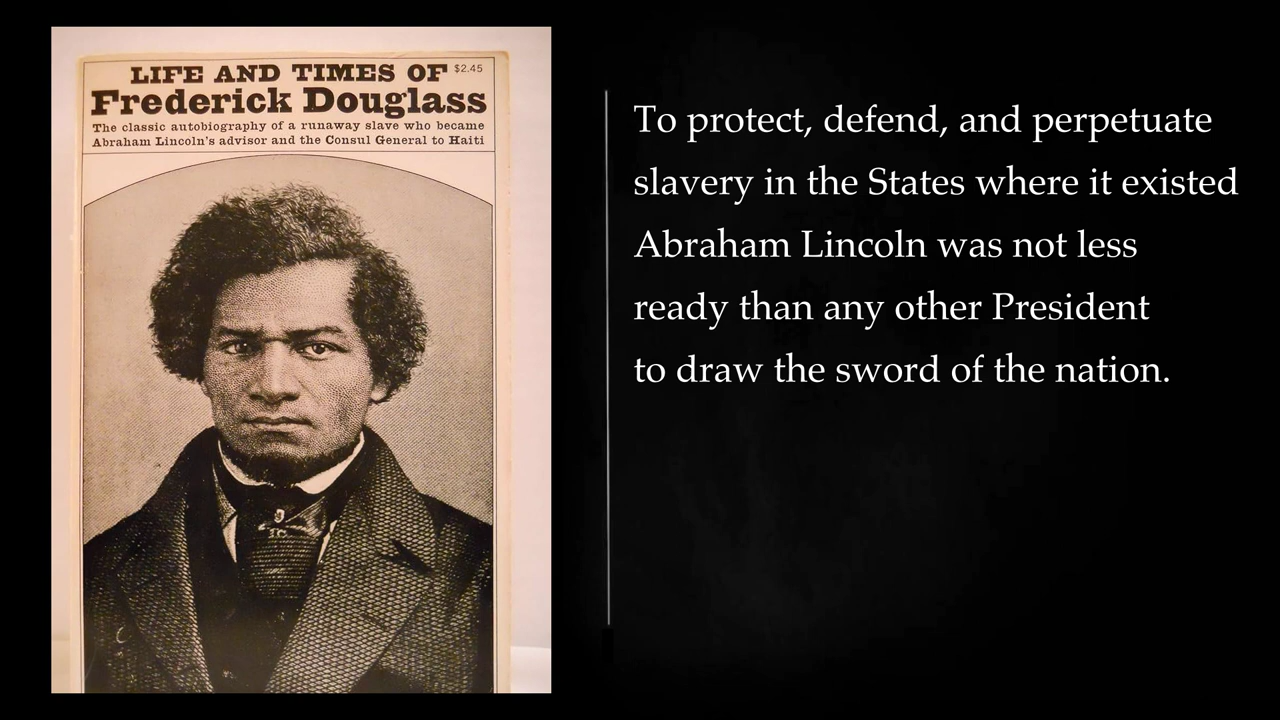 LIFE AND TIMES OF $2.45
Frederick Douglass
The classic autobiography of a runaway slave who became
Abraham Lincoln's advisor and the Consul General to Haiti
To protect, defend, and perpetuate
slavery in the States where it existed
Abraham Lincoln was not less
ready than any other President
to draw the sword of the nation.